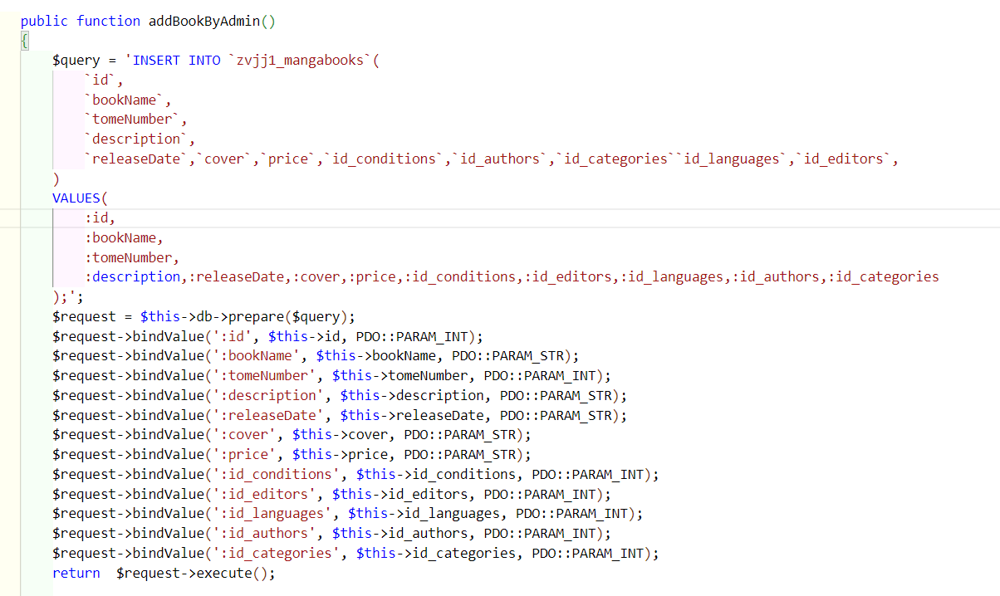 public function addBookByAdmin()
{
$query = 'INSERT INTO `zvjj1_mangabooks`(
`id`,
`bookName`,
`tomeNumber`,
`description`,
`releaseDate`,`cover`,`price`,`id_conditions`,`id_authors`,`id_categories``id_languages`,`id_editors`,
)
VALUES(
:id,
:bookName,
:tomeNumber,
:description,:releaseDate,:cover,:price,:id_conditions,:id_editors,:id_languages,:id_authors,:id_categories
);';
$request = $this->db->prepare($query);
$request->bindValue(':id', $this->id, PDO::PARAM_INT);
$request->bindValue(':bookName', $this->bookName, PDO::PARAM_STR);
$request->bindValue(':tomeNumber', $this->tomeNumber, PDO::PARAM_INT);
$request->bindValue(':description', $this->description, PDO::PARAM_STR);
$request->bindValue(':releaseDate', $this->releaseDate, PDO::PARAM_STR);
$request->bindValue(':cover', $this->cover, PDO::PARAM_STR);
$request->bindValue(':price', $this->price, PDO::PARAM_STR);
$request->bindValue(':id_conditions', $this->id_conditions, PDO::PARAM_INT);
$request->bindValue(':id_editors', $this->id_editors, PDO::PARAM_INT);
$request->bindValue(':id_languages', $this->id_languages, PDO::PARAM_INT);
$request->bindValue(':id_authors', $this->id_authors, PDO::PARAM_INT);
$request->bindValue(':id_categories', $this->id_categories, PDO::PARAM_INT);
return  $request->execute();